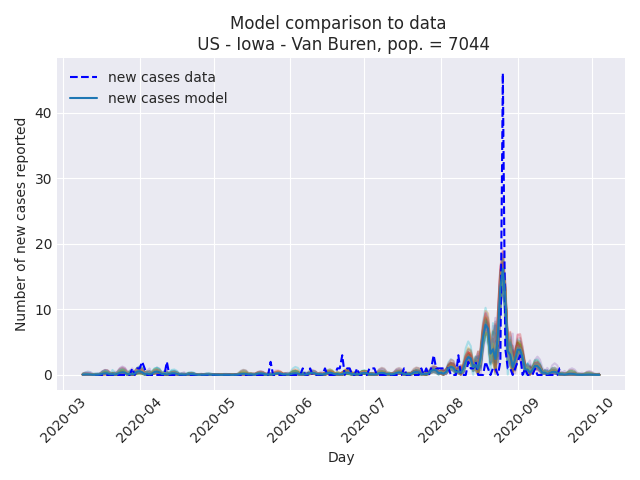 Model comparison to data
US - Iowa - Van Buren, pop. = 7044
new cases data
new cases model
Number of new cases reported
40
30
20
10
0
2020-03
2020-04
2020-05
2020-06
2020-07
2020-08
2020-09
2020-10
Day